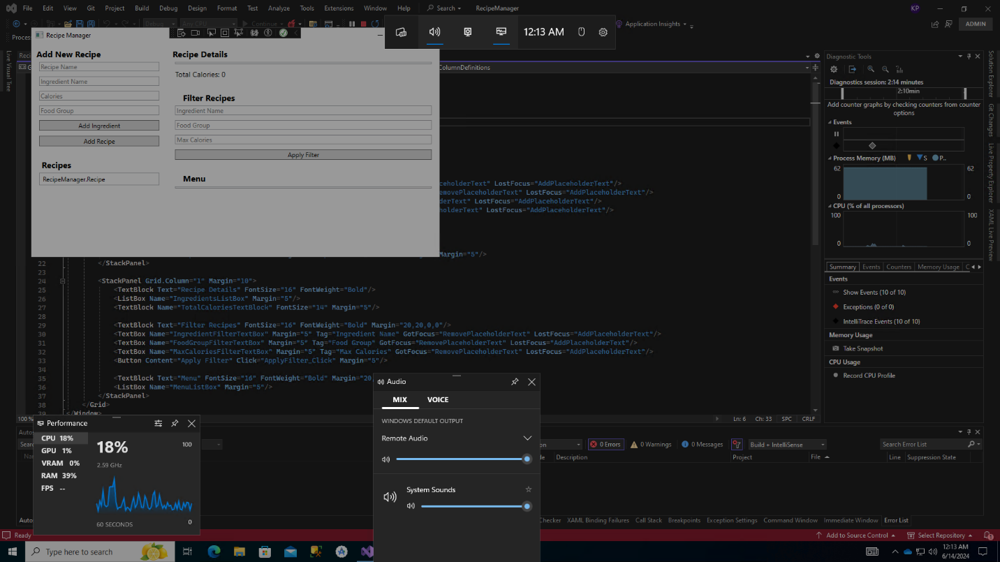 File Edit View Git Project Build Debug Design Format Test Analyze Tools Extensions Window Help Search RecipeManager KP
Debug Any CPU Continue Application Insights ADMIN
Process
Recipe Manager
12:13 AM
Live Visual Tree
Add New Recipe
Recipe Name
Ingredient Name
Calories
Food Group
Add Ingredient
Add Recipe
Recipes
RecipeManager.Recipe
Recipe Details
Total Calories: 0
Filter Recipes
Ingredient Name
Food Group
Max Calories
Apply Filter
Menu
ColumnDefinitions
ceholderText" LostFocus="AddPlaceholderText"/>
emovePlaceholderText" LostFocus="AddPlaceholderText"/>
derText" LostFocus="AddPlaceholderText"/>
holderText" LostFocus="AddPlaceholderText"/>
Margin="5"/>
22 </StackPanel>
23
24 <StackPanel Grid.Column="1" Margin="10">
25 <TextBlock Text="Recipe Details" FontSize="16" FontWeight="Bold"/>
26 <ListBox Name="IngredientsListBox" Margin="5"/>
27 <TextBlock Name="TotalCaloriesTextBlock" FontSize="14" Margin="5"/>
28
29 <TextBlock Text="Filter Recipes" FontSize="16" FontWeight="Bold" Margin="20,20,0,0"/>
30 <TextBox Name="IngredientFilterTextBox" Margin="5" Tag="Ingredient Name" GotFocus="RemovePlaceholderText" LostFocus="AddPlaceholderText"/>
31 <TextBox Name="FoodGroupFilterTextBox" Margin="5" Tag="Food Group" GotFocus="RemovePlaceholderText" LostFocus="AddPlaceholderText"/>
32 <TextBox Name="MaxCaloriesFilterTextBox" Margin="5" Tag="Max Calories" GotFocus="RemovePlaceholderText" LostFocus="AddPlaceholderText"/>
33 <Button Content="Apply Filter" Click="ApplyFilter_Click" Margin="5"/>
34
35 <TextBlock Text="Menu" FontSize="16" FontWeight="Bold" Margin="20
36 <ListBox Name="MenuListBox" Margin="5"/>
37 </StackPanel>
38 </Grid>
39 </Window>
100 %
Ln: 6 Ch: 33 SPC CRLF
Diagnostic Tools
Diagnostics session: 2:14 minutes
2:10min
Add counter graphs by checking counters from counter
options
Events
Process Memory (MB) S P..
62 62
0 0
CPU (% of all processors)
100 100
0 0
Summary Events Counters Memory Usage C
Events
Show Events (10 of 10)
Exceptions (0 of 0)
IntelliTrace Events (10 of 10)
Memory Usage
Take Snapshot
CPU Usage
Record CPU Profile
Solution Explorer
Git Changes
Live Property Explorer
XAML Live Preview
Performance
CPU 18%
GPU 1%
VRAM 0%
RAM 39%
FPS --
18%
2.59 GHz
100
60 SECONDS
0
Audio
MIX VOICE
WINDOWS DEFAULT OUTPUT
Remote Audio
System Sounds
0 Errors 0 Warnings 0 Messages Build + IntelliSense Search Error List
Description Project File Line Suppression State
XAML Binding Failures Call Stack Breakpoints Exception Settings Command Window Immediate Window Error List
Ready
Add to Source Control Select Repository
Type here to search
12:13 AM
6/14/2024